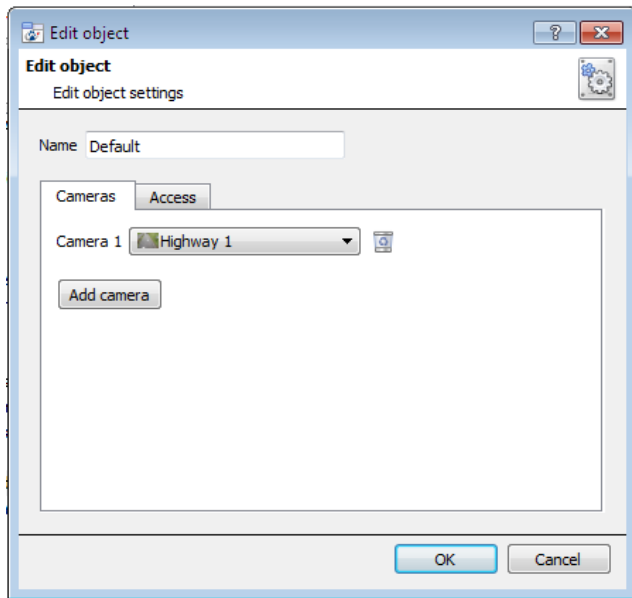 Edit object
Edit object
Edit object settings
Name Default
Cameras Access
Camera 1 Highway 1
Add camera
OK Cancel